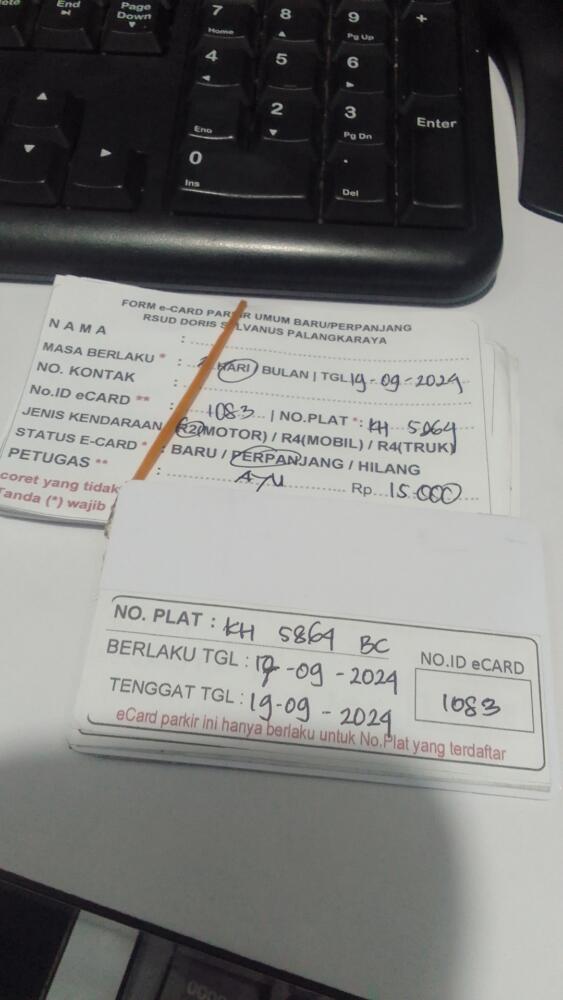 End
Page Down
7 Home
8
9 Pg Up
+
4
5
6
Enter
End
2
3 Pg Dn
0 Ins
. Del
FORM e-CARD PARKIR UMUM BARU/PERPANJANG
RSUD DORIS SYLVANUS PALANGKARAYA
NAMA :
MASA BERLAKU * : HARI | BULAN | TGL 19-09-2024
NO. KONTAK :
No.ID eCARD ** : 1083 | NO.PLAT * : KH 5864
JENIS KENDARAAN : R2(MOTOR) / R4(MOBIL) / R4(TRUK)
STATUS E-CARD * : BARU / PERPANJANG / HILANG
PETUGAS ** : AYU Rp. 15.000
coret yang tidak
Tanda (*) wajib
NO. PLAT : KH 5864 BC
BERLAKU TGL : 17-09-2024
TENGGAT TGL : 19-09-2024
NO.ID eCARD
1083
eCard parkir ini hanya berlaku untuk No.Plat yang terdaftar